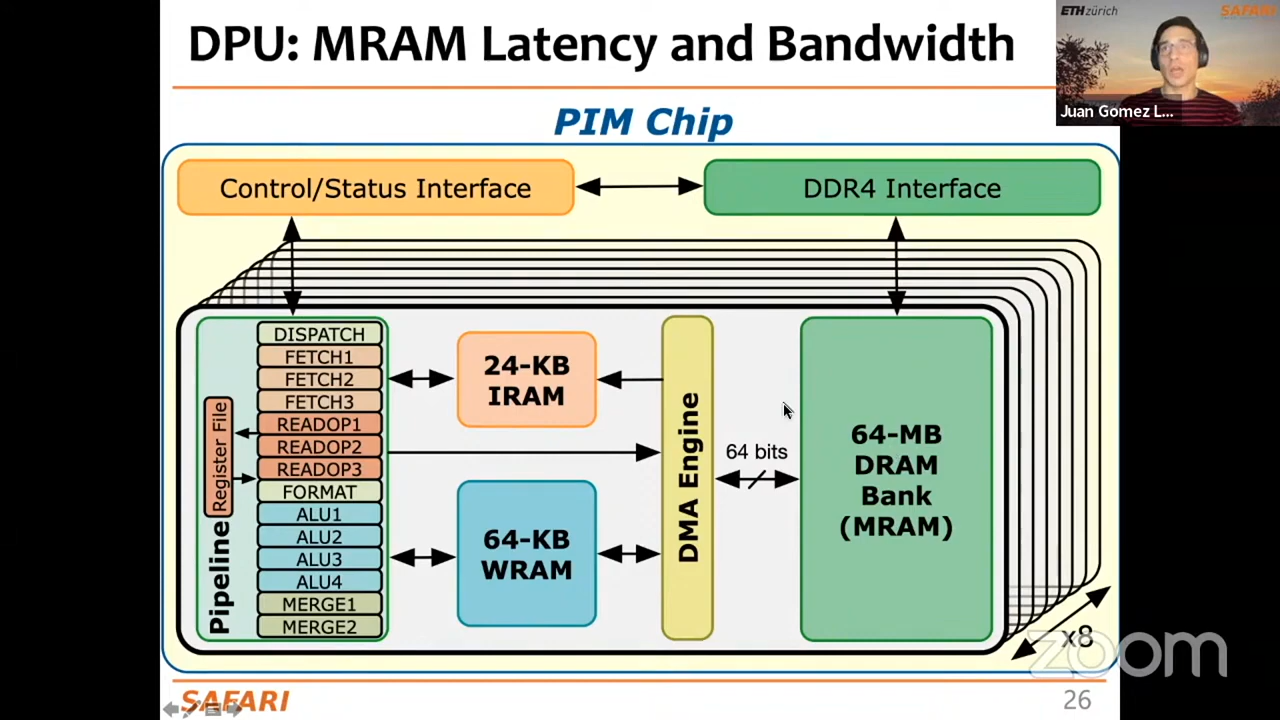 DPU: MRAM Latency and Bandwidth
ETH zürich
SAFARI
Juan Gomez L...
PIM Chip
Control/Status Interface
DDR4 Interface
DISPATCH
FETCH1
FETCH2
FETCH3
READOP1
READOP2
READOP3
FORMAT
ALU1
ALU2
ALU3
ALU4
MERGE1
MERGE2
Register File
Pipeline
24-KB
IRAM
64-KB
WRAM
DMA Engine
64 bits
64-MB
DRAM
Bank
(MRAM)
x8
zoom
SAFARI
26